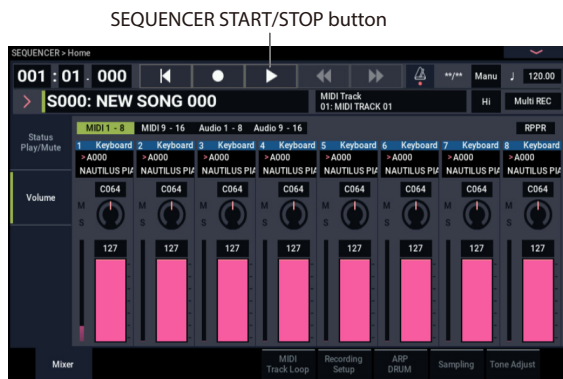 SEQUENCER START/STOP button
SEQUENCER > Home
001 : 01 . 000 **/** Manu ♩ 120.00
> S000: NEW SONG 000 MIDI Track 01: MIDI TRACK 01 Hi Multi REC
MIDI 1 - 8 MIDI 9 - 16 Audio 1 - 8 Audio 9 - 16 RPPR
Status Play/Mute
1 Keyboard 2 Keyboard 3 Keyboard 4 Keyboard 5 Keyboard 6 Keyboard 7 Keyboard 8 Keyboard
>A000 >A000 >A000 >A000 >A000 >A000 >A000 >A000
NAUTILUS PIA NAUTILUS PIA NAUTILUS PIA NAUTILUS PIA NAUTILUS PIA NAUTILUS PIA NAUTILUS PIA NAUTILUS PIA
Volume
C064 C064 C064 C064 C064 C064 C064 C064
M M M M M M M M
S S S S S S S S
127 127 127 127 127 127 127 127
Mixer MIDI Track Loop Recording Setup ARP DRUM Sampling Tone Adjust